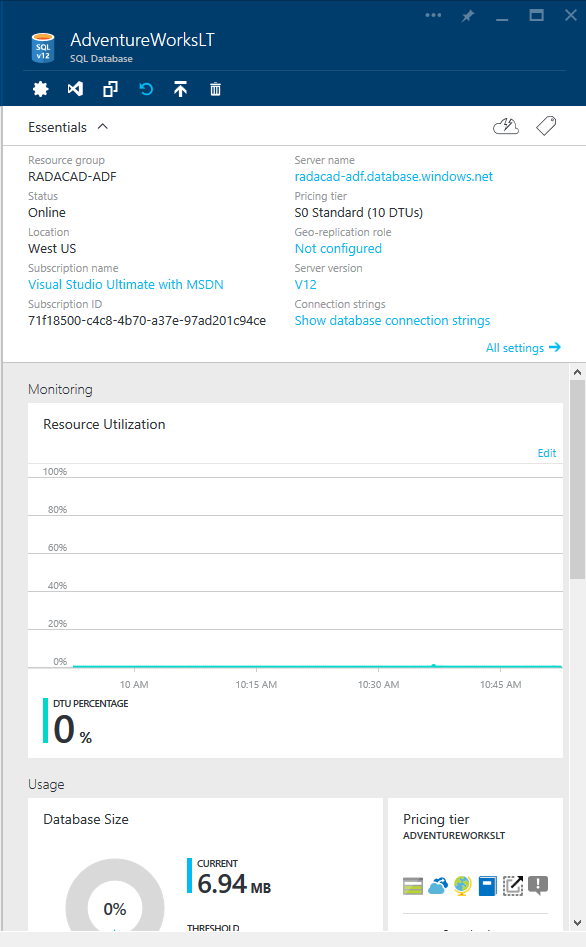 AdventureWorksLT
SQL Database
SQL
v12
Essentials
Resource group
RADACAD-ADF
Server name
radacad-adf.database.windows.net
Status
Online
Pricing tier
S0 Standard (10 DTUs)
Location
West US
Geo-replication role
Not configured
Subscription name
Visual Studio Ultimate with MSDN
Server version
V12
Subscription ID
71f18500-c4c8-4b70-a37e-97ad201c94ce
Connection strings
Show database connection strings
All settings
Monitoring
Resource Utilization
Edit
100%
80%
60%
40%
20%
0%
10 AM 10:15 AM 10:30 AM 10:45 AM
DTU PERCENTAGE
0 %
Usage
Database Size
0%
CURRENT
6.94 MB
THRESHOLD
Pricing tier
ADVENTUREWORKSLT